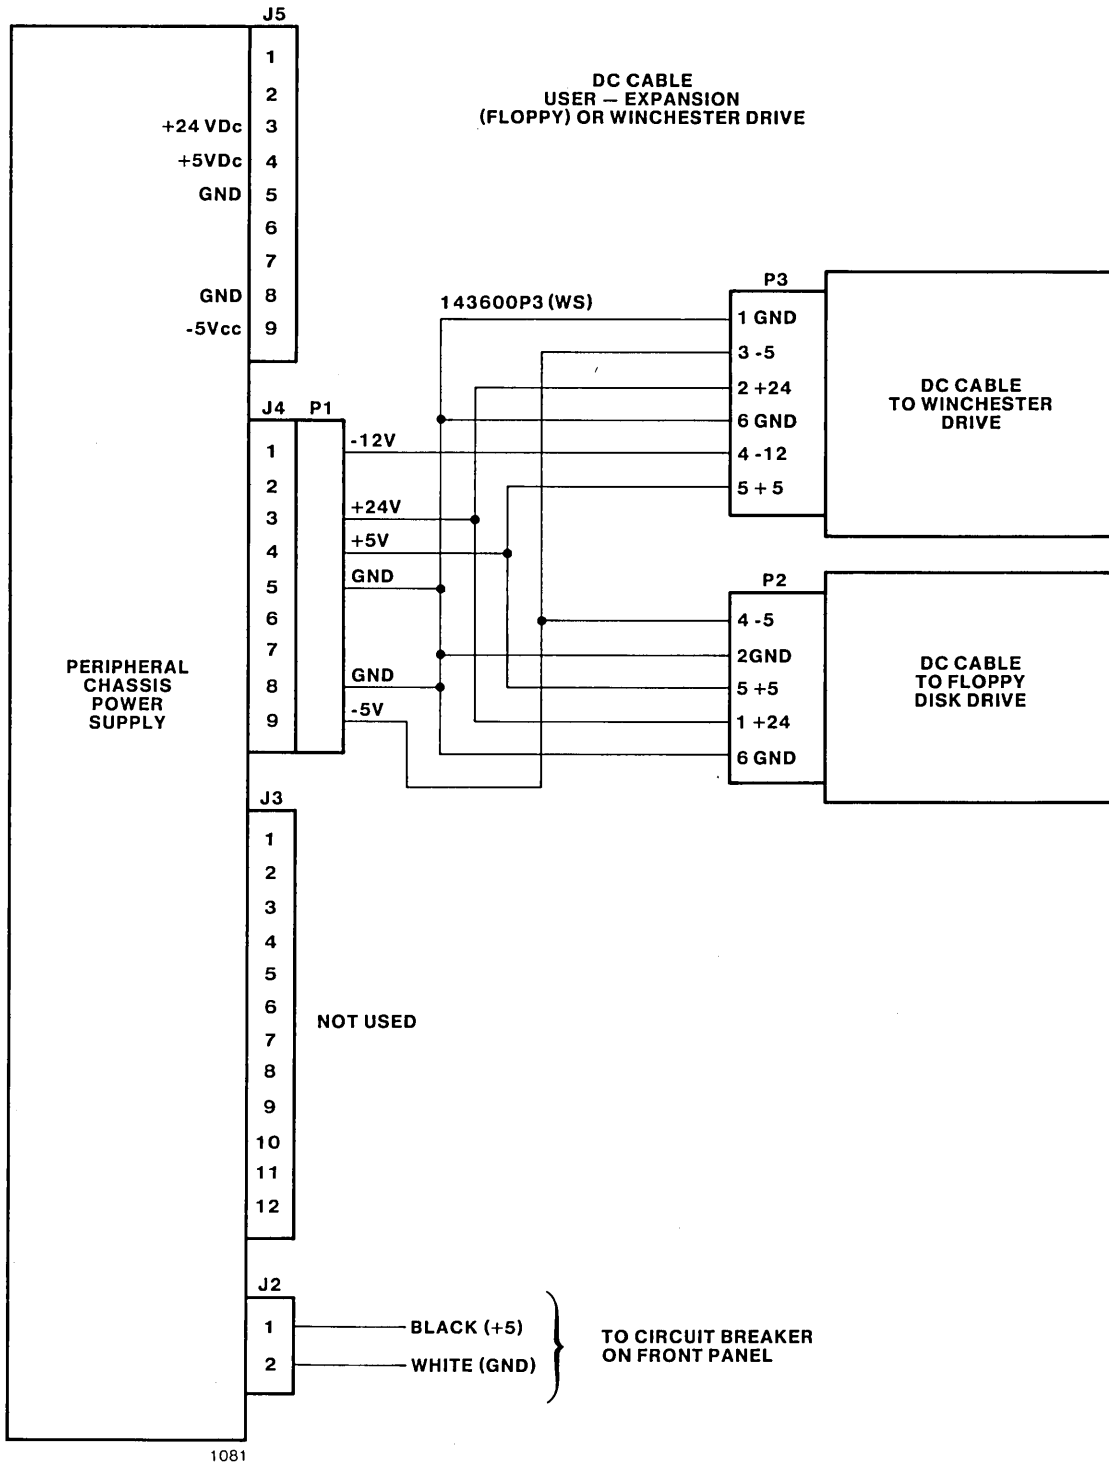 J5
1
2
+24 VDc 3
+5VDc 4
GND 5
6
7
GND 8
-5Vcc 9
DC CABLE
USER — EXPANSION
(FLOPPY) OR WINCHESTER DRIVE
J4 P1
1 -12V
2
3 +24V
4 +5V
5 GND
6
7
8 GND
9 -5V
143600P3 (WS)
P3
1 GND
3 -5
2 +24
6 GND
4 -12
5 + 5
DC CABLE
TO WINCHESTER
DRIVE
P2
4 -5
2GND
5 +5
1 +24
6 GND
DC CABLE
TO FLOPPY
DISK DRIVE
PERIPHERAL
CHASSIS
POWER
SUPPLY
J3
1
2
3
4
5
6
7
8
9
10
11
12
NOT USED
J2
1 BLACK (+5)
2 WHITE (GND)
TO CIRCUIT BREAKER
ON FRONT PANEL
1081